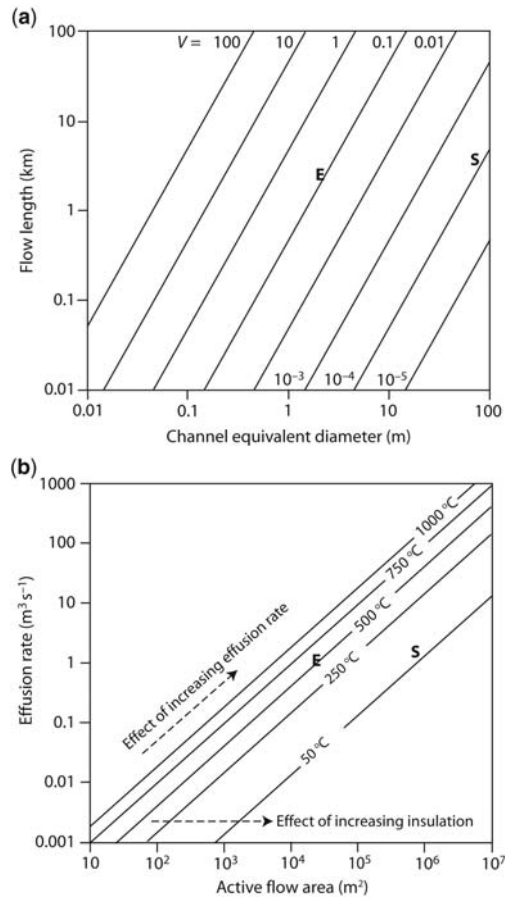 (a)
100
V = 100 10 1 0.1 0.01
10
E
S
1
Flow length (km)
0.1
10⁻³ 10⁻⁴ 10⁻⁵
0.01
0.01 0.1 1 10 100
Channel equivalent diameter (m)
(b)
1000
1000 °C
100
750 °C
Effect of increasing effusion rate
10
500 °C
Effusion rate (m³ s⁻¹)
1
E
S
250 °C
0.1
50 °C
0.01
Effect of increasing insulation
0.001
10 10² 10³ 10⁴ 10⁵ 10⁶ 10⁷
Active flow area (m²)